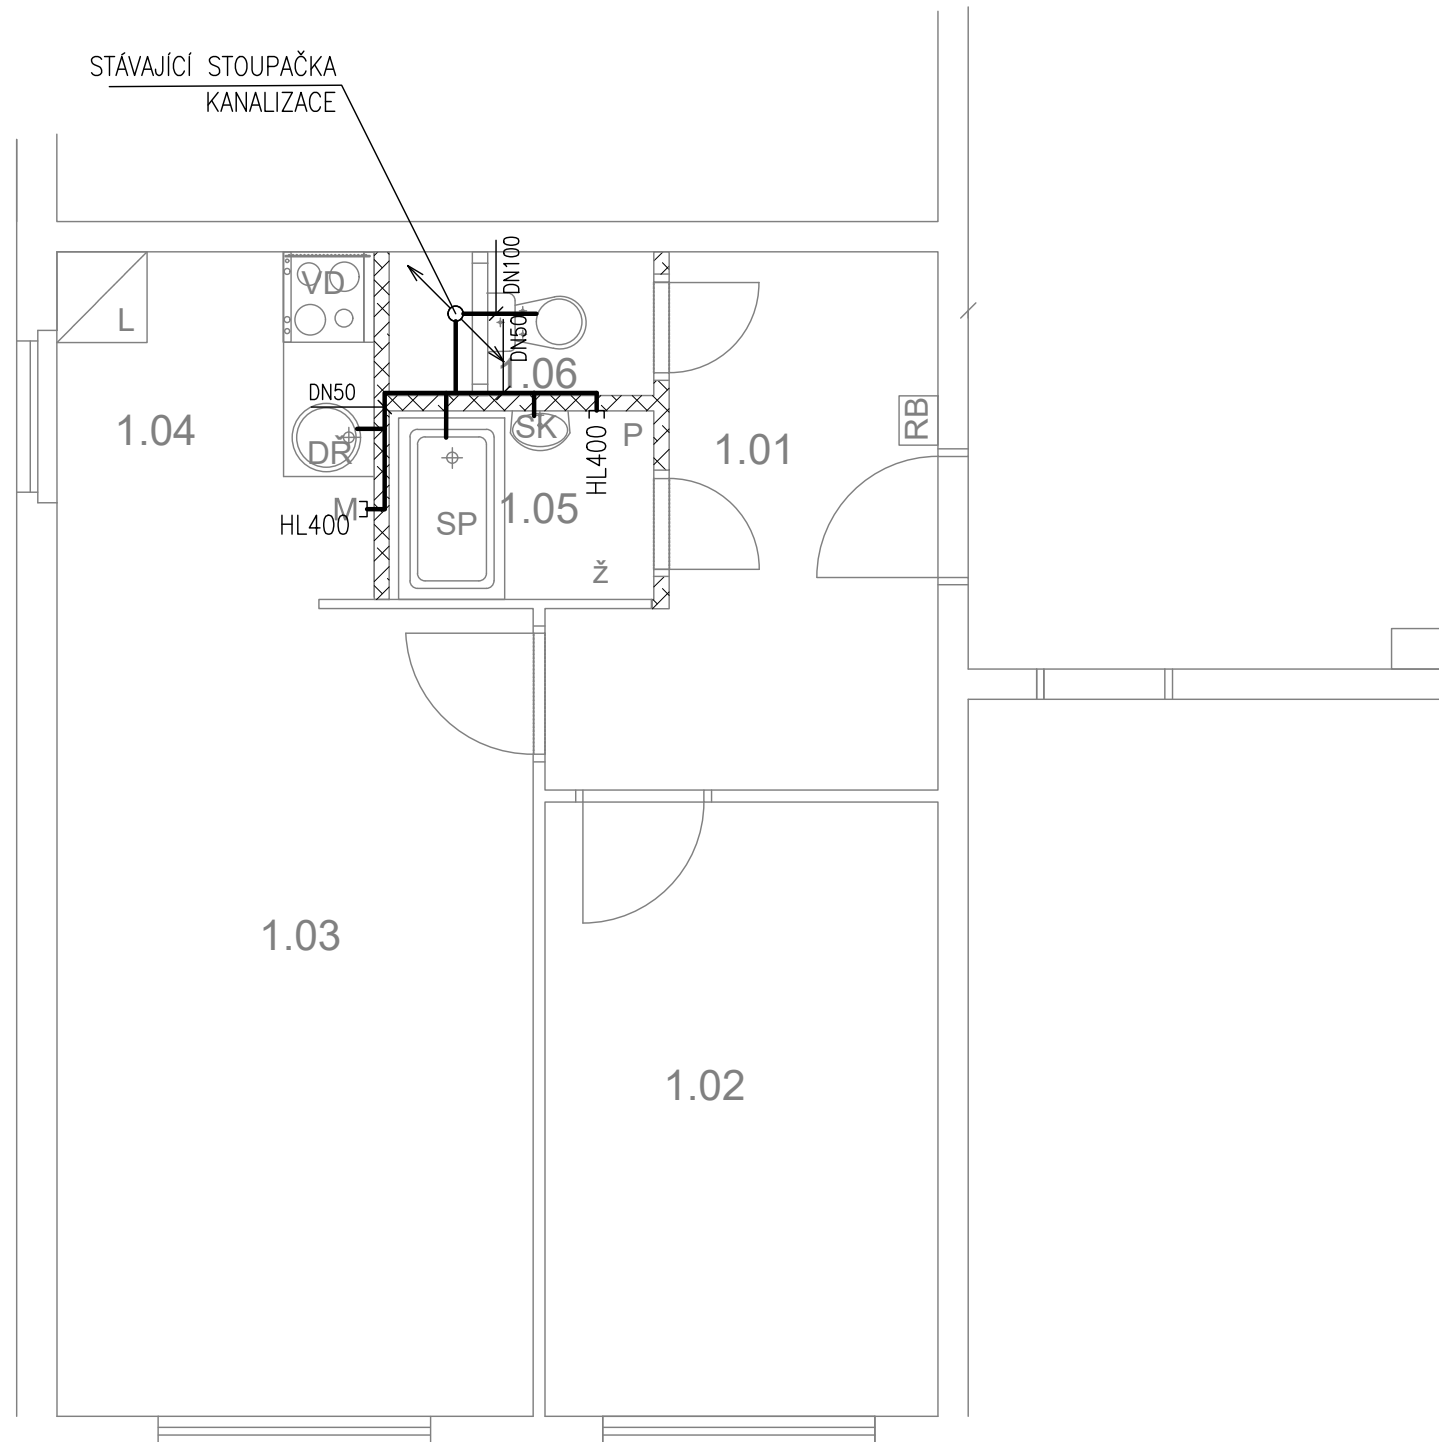 STÁVAJÍCÍ STOUPAČKA
KANALIZACE
DN100
VD
L
DN50
1.06
DN50
1.04
SK
P
RB
DŘ
1.01
HL400
M
HL400
SP
1.05
ž
1.03
1.02